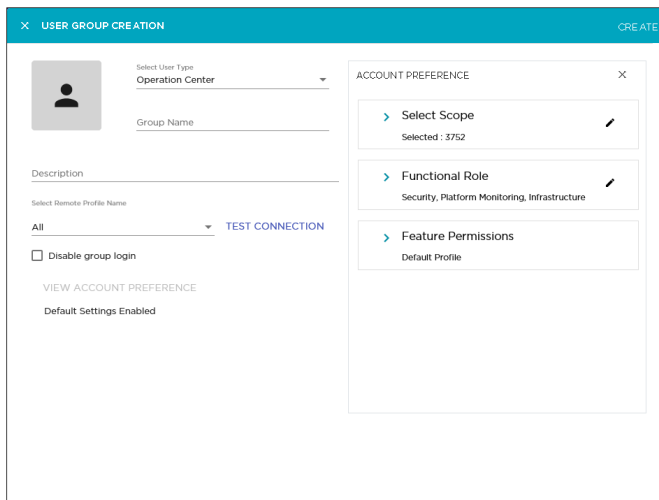 USER GROUP CREATION
CREATE
Select User Type
Operation Center
Group Name
Description
Select Remote Profile Name
All
TEST CONNECTION
Disable group login
VIEW ACCOUNT PREFERENCE
Default Settings Enabled
ACCOUNT PREFERENCE
Select Scope
Selected : 3752
Functional Role
Security, Platform Monitoring, Infrastructure
Feature Permissions
Default Profile